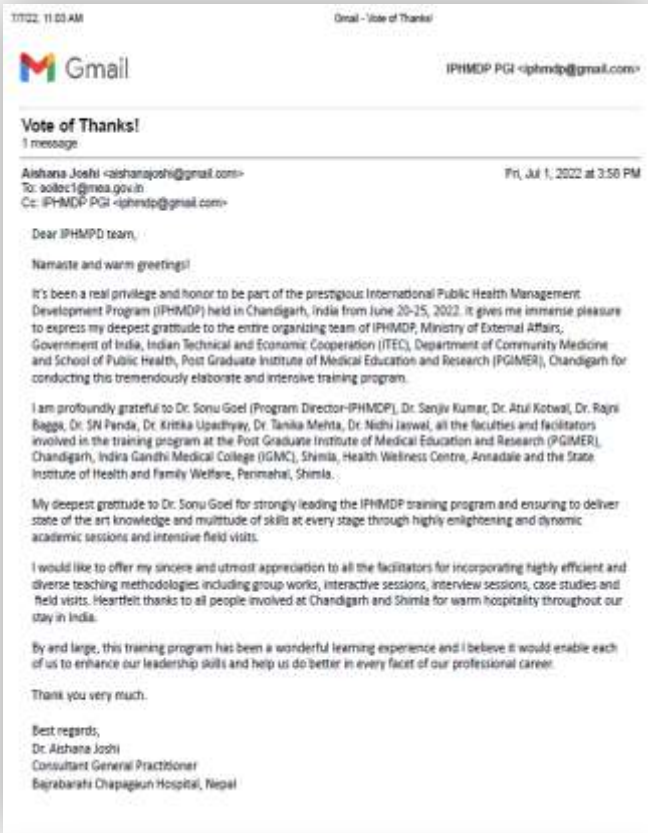 7/7/22, 11:03 AM
Gmail - Vote of Thanks!
Gmail
IPHMDP PGI <iphmdp@gmail.com>
Vote of Thanks!
1 message
Aishana Joshi <aishanajoshi@gmail.com>
Fri, Jul 1, 2022 at 3:58 PM
To: soitec1@mea.gov.in
Cc: IPHMDP PGI <iphmdp@gmail.com>
Dear IPHMPD team,
Namaste and warm greetings!
It's been a real privilege and honor to be part of the prestigious International Public Health Management
Development Program (IPHMDP) held in Chandigarh, India from June 20-25, 2022. It gives me immense pleasure
to express my deepest gratitude to the entire organizing team of IPHMDP, Ministry of External Affairs,
Government of India, Indian Technical and Economic Cooperation (ITEC), Department of Community Medicine
and School of Public Health, Post Graduate Institute of Medical Education and Research (PGIMER), Chandigarh for
conducting this tremendously elaborate and intensive training program.
I am profoundly grateful to Dr. Sonu Goel (Program Director-IPHMDP), Dr. Sanjiv Kumar, Dr. Atul Kotwal, Dr. Rajni
Bagga, Dr. SN Panda, Dr. Kritika Upadhyay, Dr. Tanika Mehta, Dr. Nidhi Jaswal, all the faculties and facilitators
involved in the training program at the Post Graduate Institute of Medical Education and Research (PGIMER),
Chandigarh, Indira Gandhi Medical College (IGMC), Shimla, Health Wellness Centre, Annadale and the State
Institute of Health and Family Welfare, Parimahal, Shimla.
My deepest gratitude to Dr. Sonu Goel for strongly leading the IPHMDP training program and ensuring to deliver
state of the art knowledge and multitude of skills at every stage through highly enlightening and dynamic
academic sessions and intensive field visits.
I would like to offer my sincere and utmost appreciation to all the facilitators for incorporating highly efficient and
diverse teaching methodologies including group works, interactive sessions, interview sessions, case studies and
field visits. Heartfelt thanks to all people involved at Chandigarh and Shimla for warm hospitality throughout our
stay in India.
By and large, this training program has been a wonderful learning experience and I believe it would enable each
of us to enhance our leadership skills and help us do better in every facet of our professional career.
Thank you very much.
Best regards,
Dr. Aishana Joshi
Consultant General Practitioner
Bajrabarahi Chapagaun Hospital, Nepal